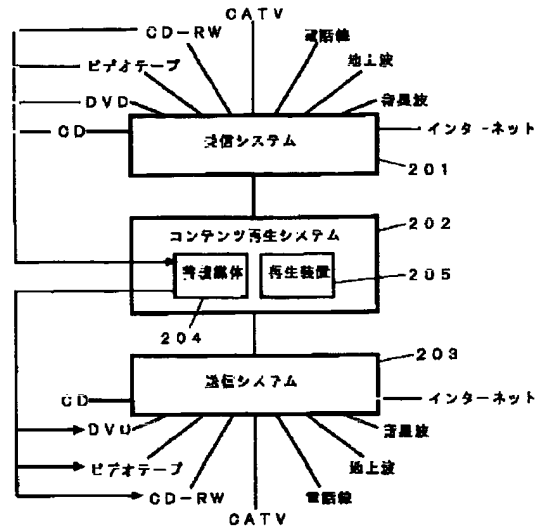 CATV
CD-RW
電話線
ビデオテープ
地上波
DVD
衛星波
CD
インターネット
受信システム
201
202
コンテンツ再生システム
蓄積媒体
再生装置
205
204
203
送信システム
CD
インターネット
DVD
衛星波
ビデオテープ
地上波
CD-RW
電話線
CATV